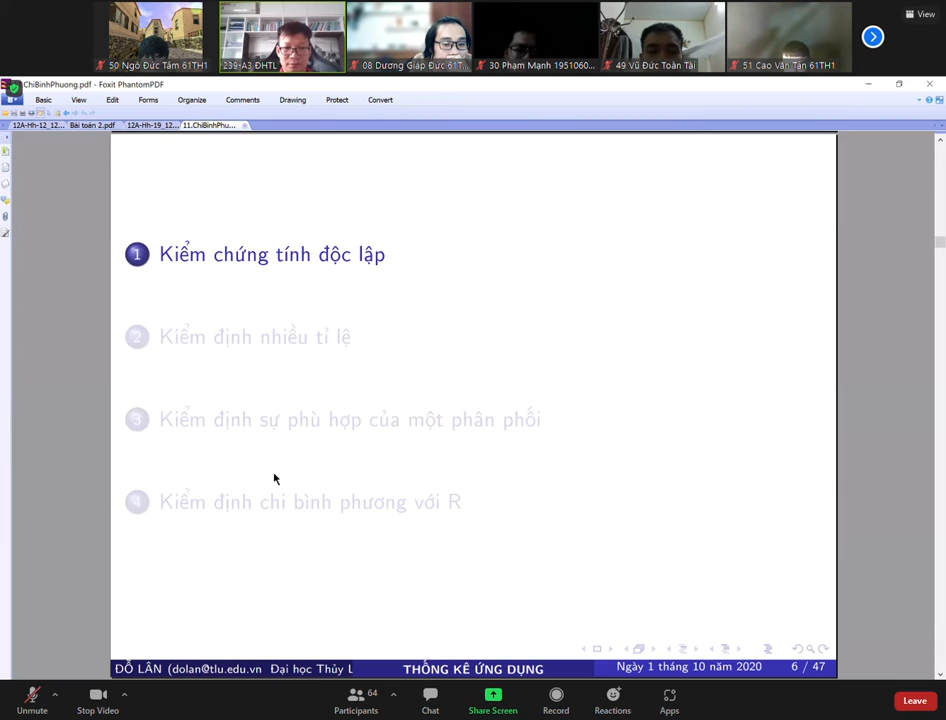 View
50 Ngô Đức Tâm 61TH1
239-A3 ĐHTL
08 Dương Giáp Đức 61T...
30 Phạm Mạnh 1951060...
49 Vũ Đức Toàn Tài
51 Cao Văn Tân 61TH1
ChiBinhPhuong.pdf - Foxit PhantomPDF
Basic View Edit Forms Organize Comments Drawing Protect Convert
12A-Hh-12_12... Bài toán 2.pdf 12A-Hh-19_12... 11.ChiBinhPhu...
1 Kiểm chứng tính độc lập
2 Kiểm định nhiều tỉ lệ
3 Kiểm định sự phù hợp của một phân phối
4 Kiểm định chi bình phương với R
ĐỖ LÂN (dolan@tlu.edu.vn Đại học Thủy L THỐNG KÊ ỨNG DỤNG Ngày 1 tháng 10 năm 2020 6 / 47
64
Unmute Stop Video Participants Chat Share Screen Record Reactions Apps Leave